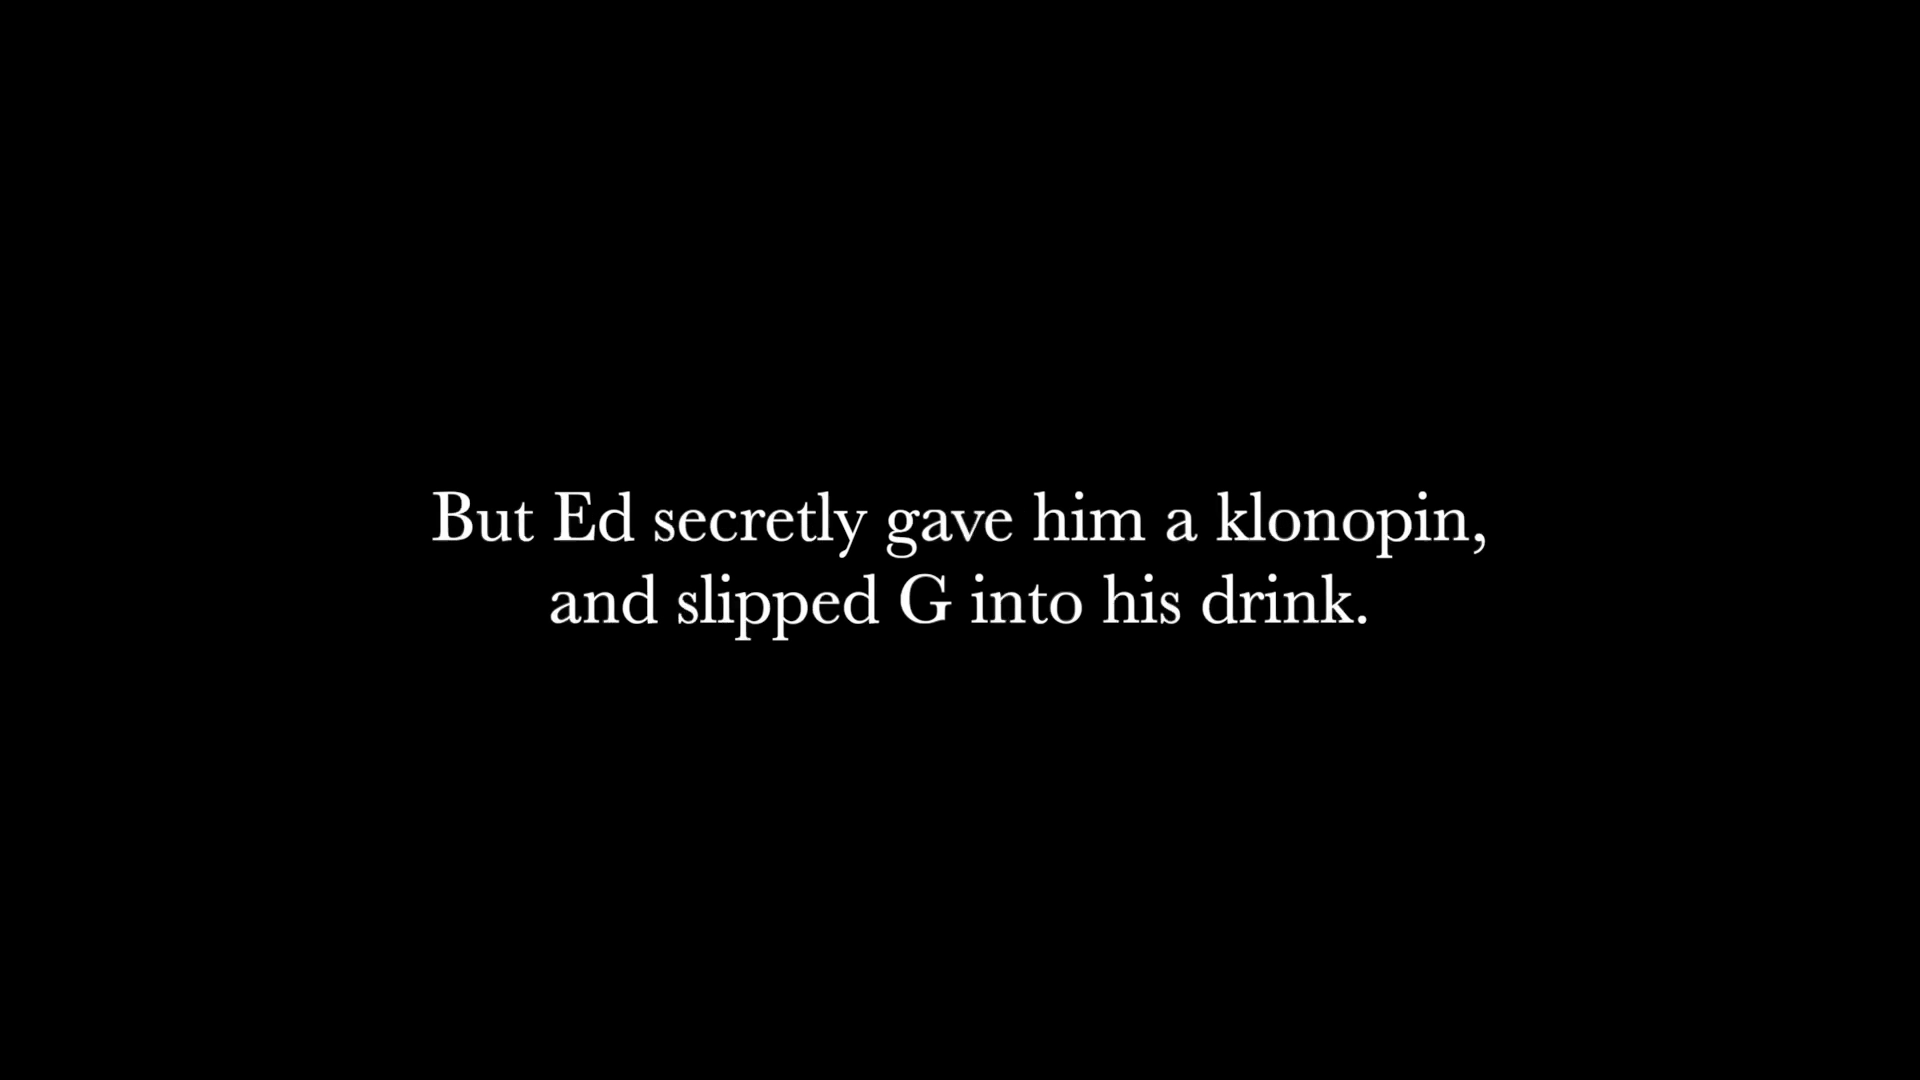 But Ed secretly gave him a klonopin,
and slipped G into his drink.